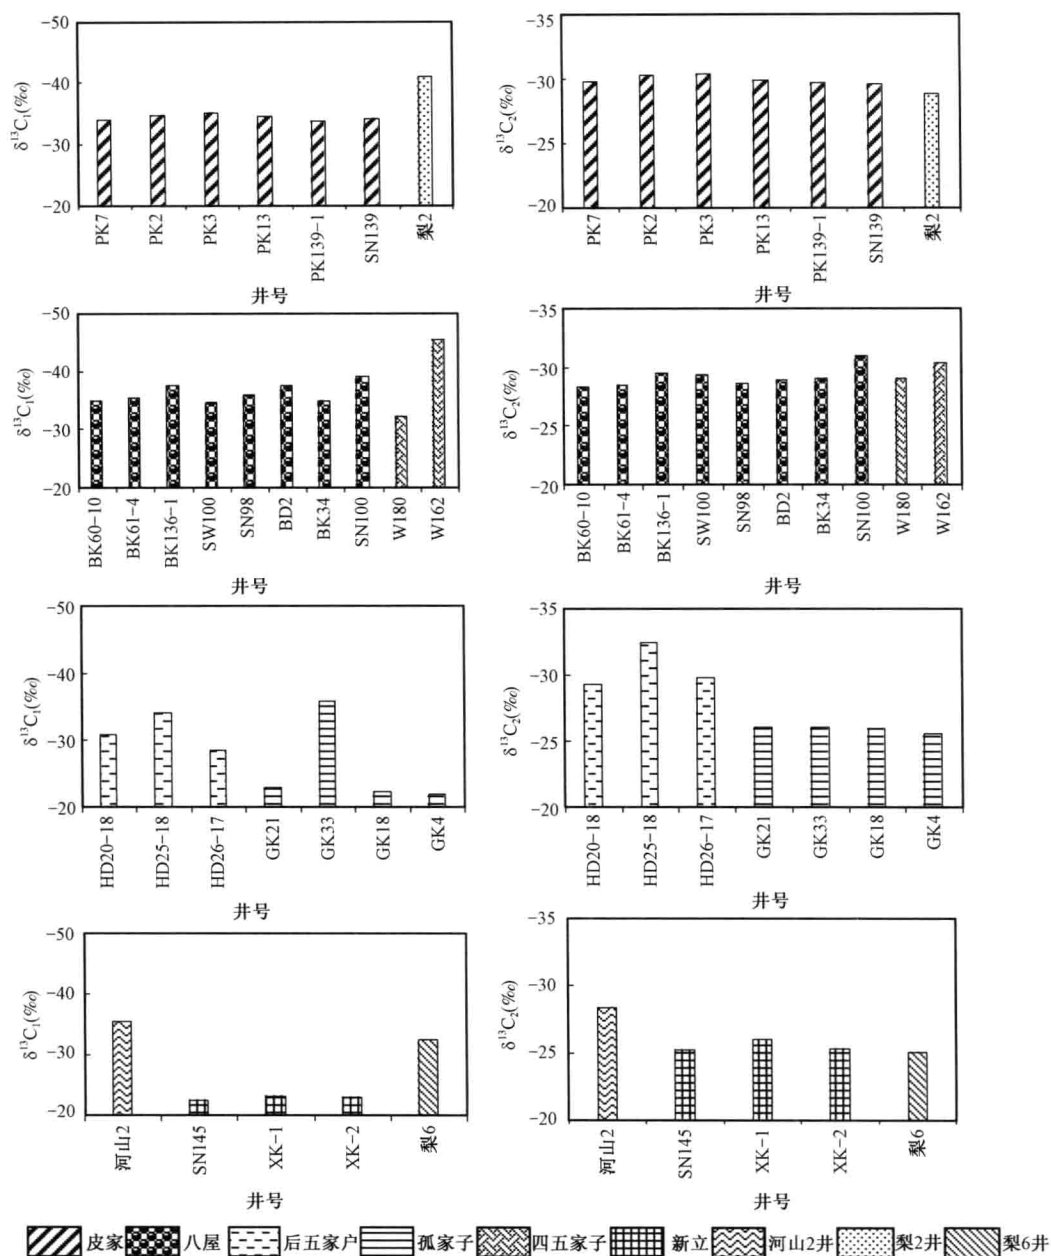 −50
−40
−30
−20
δ¹³C₁(‰)
PK7
PK2
PK3
PK13
PK139−1
SN139
梨2
井号
−35
−30
−25
−20
δ¹³C₂(‰)
PK7
PK2
PK3
PK13
PK139−1
SN139
梨2
井号
−50
−40
−30
−20
δ¹³C₁(‰)
BK60−10
BK61−4
BK136−1
SW100
SN98
BD2
BK34
SN100
W180
W162
井号
−35
−30
−25
−20
δ¹³C₂(‰)
BK60−10
BK61−4
BK136−1
SW100
SN98
BD2
BK34
SN100
W180
W162
井号
−50
−40
−30
−20
δ¹³C₁(‰)
HD20−18
HD25−18
HD26−17
GK21
GK33
GK18
GK4
井号
−35
−30
−25
−20
δ¹³C₂(‰)
HD20−18
HD25−18
HD26−17
GK21
GK33
GK18
GK4
井号
−50
−40
−30
−20
δ¹³C₁(‰)
河山2
SN145
XK−1
XK−2
梨6
井号
−35
−30
−25
−20
δ¹³C₂(‰)
河山2
SN145
XK−1
XK−2
梨6
井号
皮家 八屋 后五家户 孤家子 四五家子 新立 河山2井 梨2井 梨6井